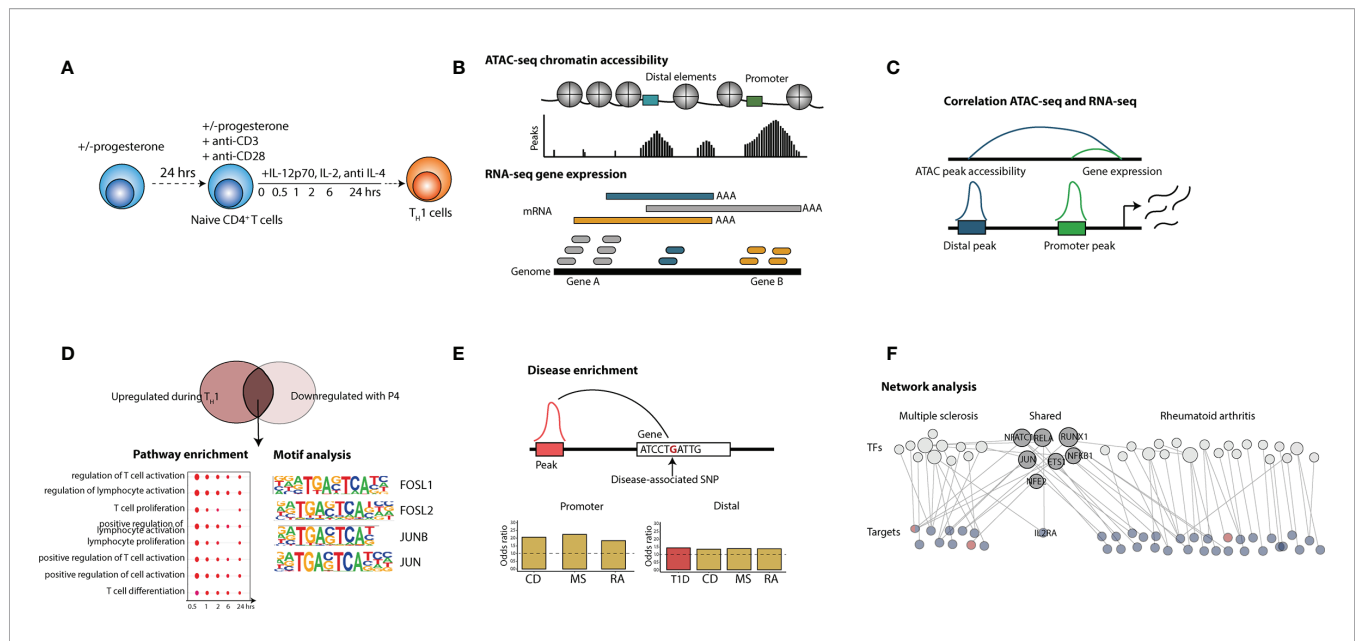 A
+/-progesterone
24 hrs
+/-progesterone
+ anti-CD3
+ anti-CD28
Naive CD4+T cells
+IL-12p70, IL-2, anti IL-4
0 0.5 1 2 6 24 hrs
TH1 cells
B
ATAC-seq chromatin accessibility
Distal elements
Promoter
Peaks
RNA-seq gene expression
mRNA
AAA
AAA
AAA
Genome
Gene A
Gene B
C
Correlation ATAC-seq and RNA-seq
ATAC peak accessibility
Gene expression
Distal peak
Promoter peak
D
Upregulated during TH1
Downregulated with P4
Pathway enrichment
regulation of T cell activation
regulation of lymphocyte activation
T cell proliferation
positive regulation of
lymphocyte activation
lymphocyte proliferation
positive regulation of T cell activation
positive regulation of cell activation
T cell differentiation
0.5 1 2 6 24 hrs
Motif analysis
FOSL1
FOSL2
JUNB
JUN
E
Disease enrichment
Gene
ATCCTGATTG
Peak
Disease-associated SNP
Promoter
Odds ratio
CD MS RA
Distal
Odds ratio
T1D CD MS RA
F
Network analysis
Multiple sclerosis
Shared
Rheumatoid arthritis
TFs
NFATC1
RELA
RUNX1
JUN
ETS1
NFKB1
NFE2
Targets
IL2RA